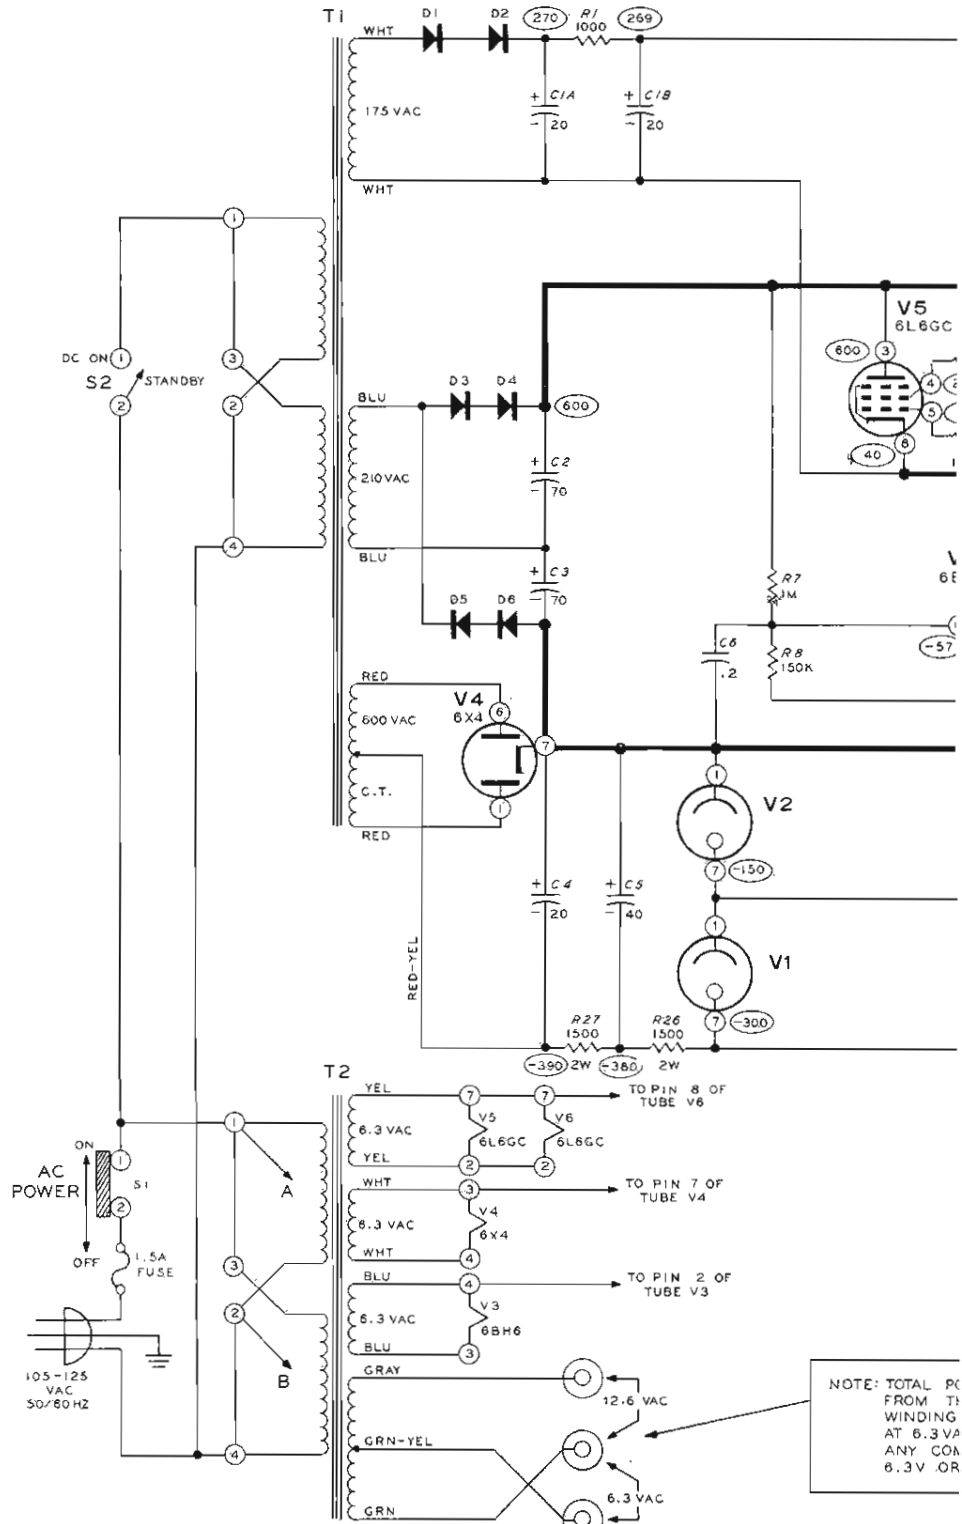 T1
D1
D2
270
R1
1000
269
WHT
175 VAC
+ C1A
- 20
+ C1B
- 20
WHT
1
V5
6L6GC
600
3
DC ON
1
S2
STANDBY
2
3
2
D3
D4
BLU
600
4
5
8
40
210 VAC
+ C2
- 70
4
BLU
+ C3
- 70
D5
D6
R7
1M
C6
.2
R8
150K
-57
RED
V4
6X4
6
600 VAC
7
C.T.
1
RED
1
V2
7
-150
+ C4
- 20
+ C5
- 40
1
V1
RED-YEL
7
-300
R27
1500
2W
R26
1500
2W
-390
-380
T2
YEL
7
7
TO PIN 8 OF
TUBE V6
6.3 VAC
V5
6L6GC
V6
6L6GC
YEL
2
2
1
ON
AC
POWER
1
S1
2
OFF
A
WHT
3
TO PIN 7 OF
TUBE V4
6.3 VAC
V4
6X4
WHT
4
1.5A
FUSE
3
BLU
4
TO PIN 2 OF
TUBE V3
2
6.3 VAC
V3
6BH6
BLU
3
105-125
VAC
50/60 HZ
B
GRAY
12.6 VAC
4
GRN-YEL
6.3 VAC
GRN
NOTE: TOTAL
FROM
WINDING
AT 6.3
ANY
6.3V OR